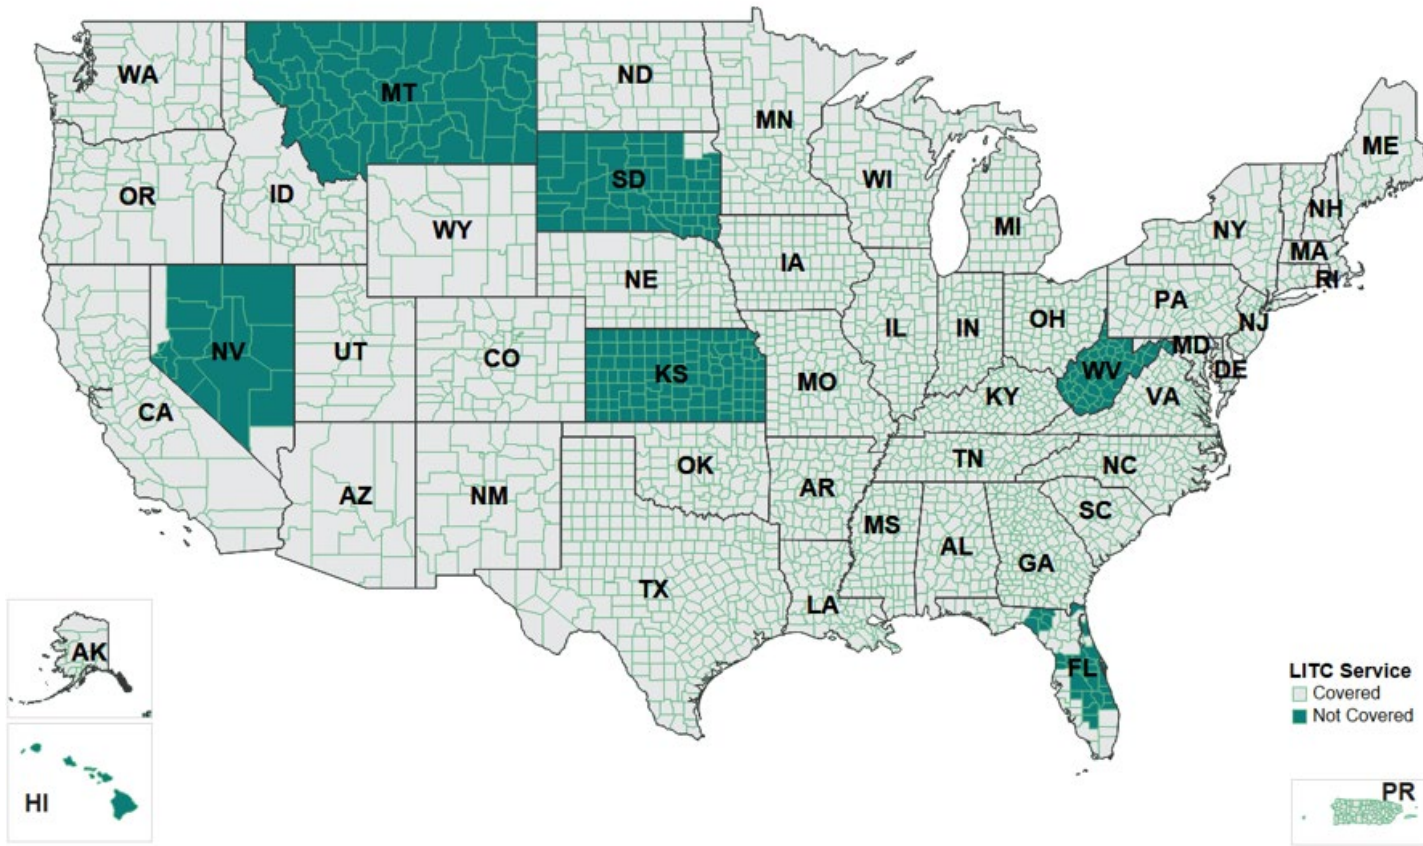 WA
MT
ND
MN
ME
OR
ID
SD
WI
WY
MI
NY
NH
MA
RI
IA
NE
PA
NV
UT
CO
IL
IN
OH
NJ
MD
DE
WV
KS
MO
KY
VA
CA
OK
TN
NC
AZ
NM
AR
SC
MS
AL
GA
TX
LA
AK
FL
HI
LITC Service
Covered
Not Covered
PR